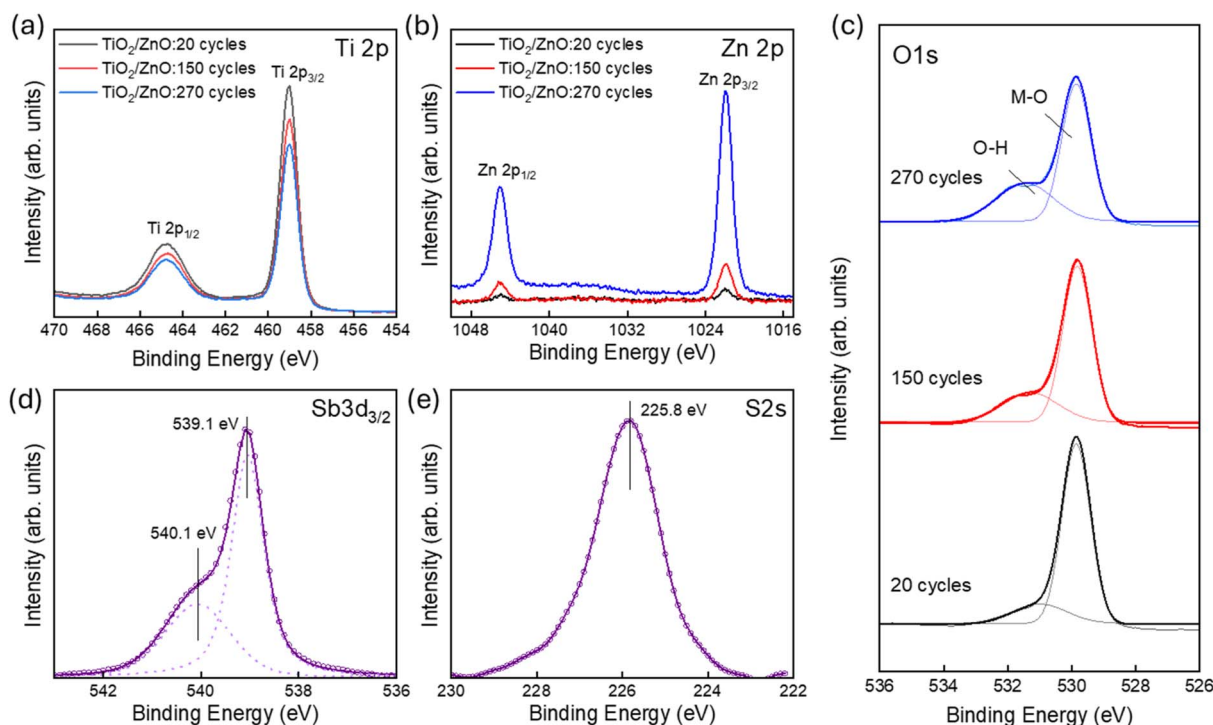 (a)
TiO₂/ZnO:20 cycles
TiO₂/ZnO:150 cycles
TiO₂/ZnO:270 cycles
Ti 2p
Ti 2p₃/₂
Ti 2p₁/₂
Intensity (arb. units)
470 468 466 464 462 460 458 456 454
Binding Energy (eV)
(b)
TiO₂/ZnO:20 cycles
TiO₂/ZnO:150 cycles
TiO₂/ZnO:270 cycles
Zn 2p
Zn 2p₃/₂
Zn 2p₁/₂
Intensity (arb. units)
1048 1040 1032 1024 1016
Binding Energy (eV)
(c)
O1s
M-O
O-H
270 cycles
150 cycles
20 cycles
Intensity (arb. units)
536 534 532 530 528 526
Binding Energy (eV)
(d)
Sb3d₃/₂
539.1 eV
540.1 eV
Intensity (arb. units)
542 540 538 536
Binding Energy (eV)
(e)
S2s
225.8 eV
Intensity (arb. units)
230 228 226 224 222
Binding Energy (eV)